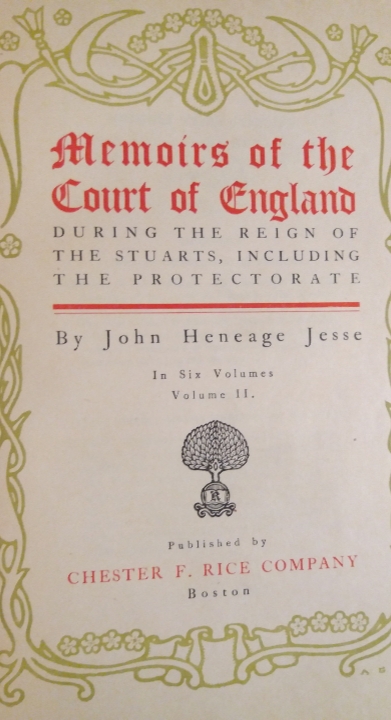 Memoirs of the
Court of England
DURING THE REIGN OF
THE STUARTS, INCLUDING
THE PROTECTORATE
By John Heneage Jesse
In Six Volumes
Volume II.
R
Published by
CHESTER F. RICE COMPANY
Boston
A S